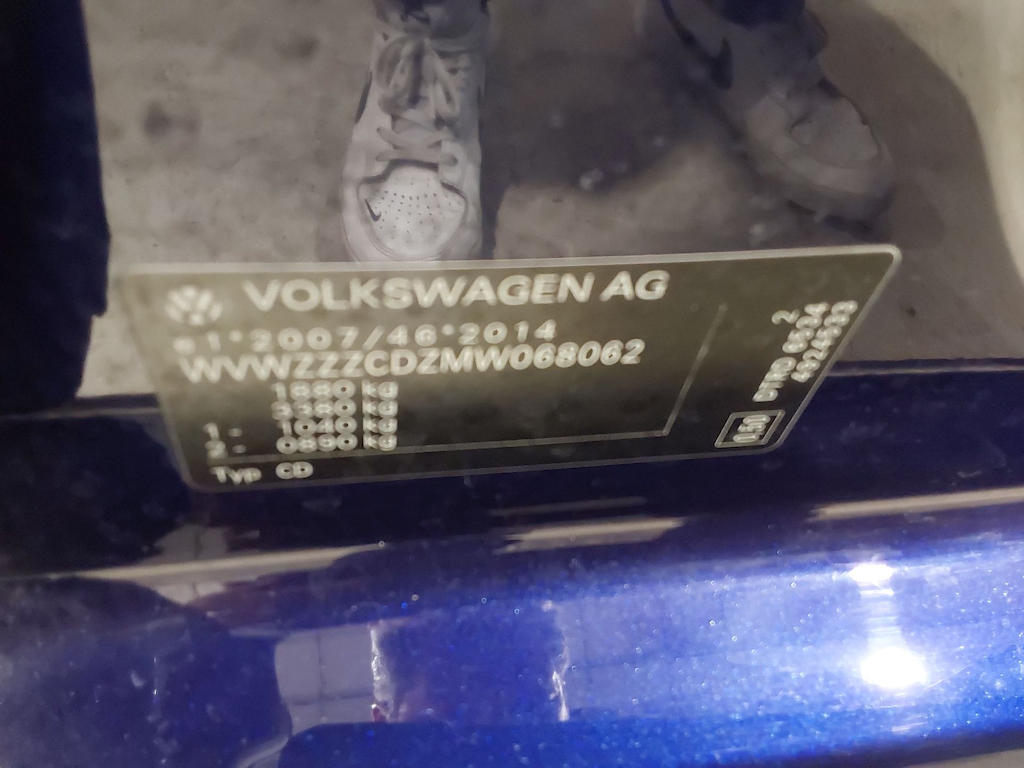 VOLKSWAGEN AG
e1*2007/46*2014
WVWZZZCDZMW068062
1880 kg
3380 kg
1- 1040 kg
2- 0890 kg
Typ CD
0.50
2